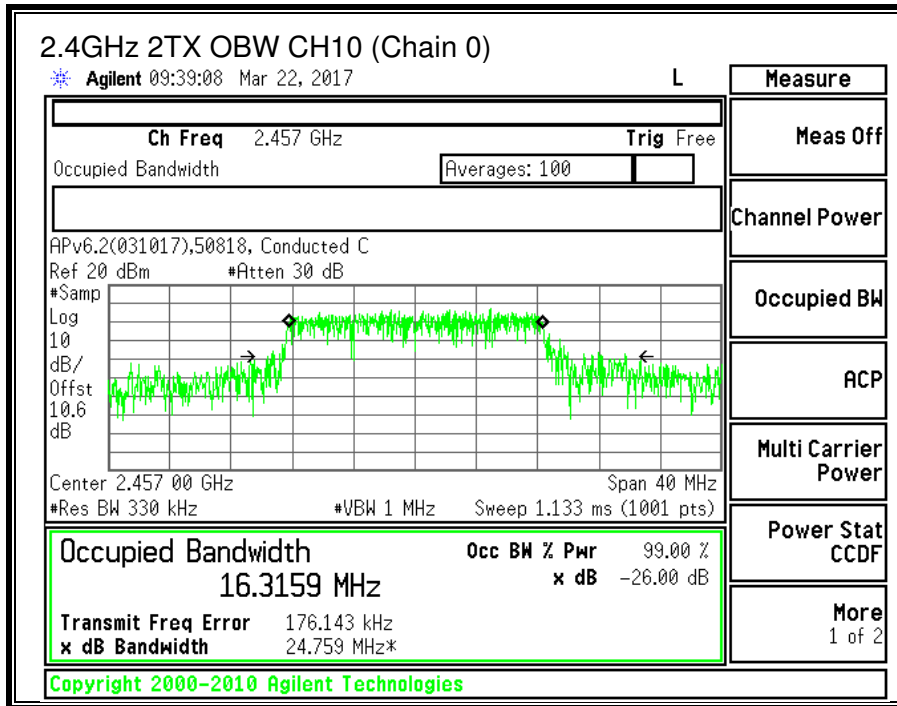 2.4GHz 2TX OBW CH10 (Chain 0)
Agilent 09:39:08 Mar 22, 2017 L
Measure
Ch Freq 2.457 GHz Trig Free
Occupied Bandwidth Averages: 100
APv6.2(031017),50818, Conducted C
Ref 20 dBm #Atten 30 dB
#Samp
Log
10
dB/
Offst
10.6
dB
Center 2.457 00 GHz Span 40 MHz
#Res BW 330 kHz #VBW 1 MHz Sweep 1.133 ms (1001 pts)
Occupied Bandwidth Occ BW % Pwr 99.00 %
16.3159 MHz x dB -26.00 dB
Transmit Freq Error 176.143 kHz
x dB Bandwidth 24.759 MHz*
Copyright 2000-2010 Agilent Technologies
Meas Off
Channel Power
Occupied BW
ACP
Multi Carrier
Power
Power Stat
CCDF
More
1 of 2